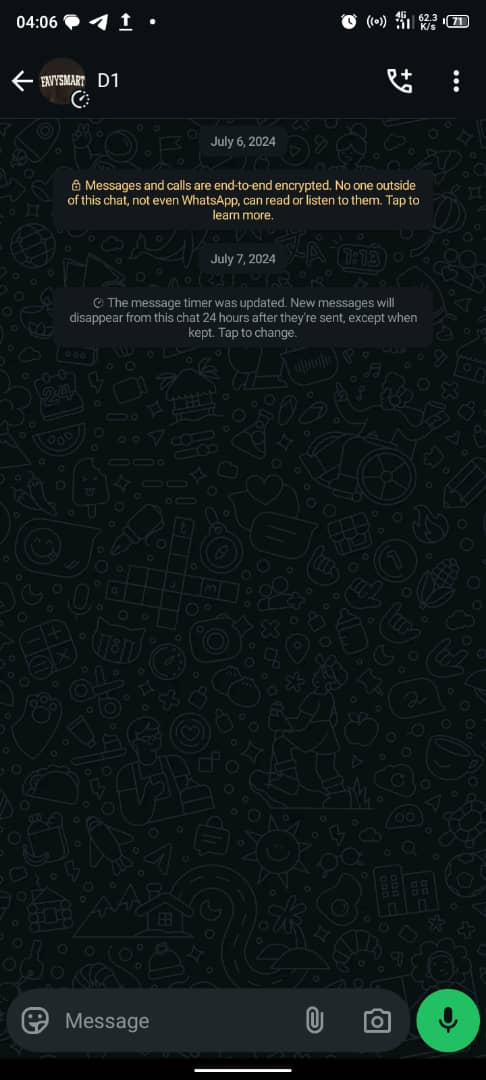 04:06
4G
62.3
K/s
71
FAVYSMART
D1
July 6, 2024
Messages and calls are end-to-end encrypted. No one outside
of this chat, not even WhatsApp, can read or listen to them. Tap to
learn more.
July 7, 2024
The message timer was updated. New messages will
disappear from this chat 24 hours after they're sent, except when
kept. Tap to change.
Message